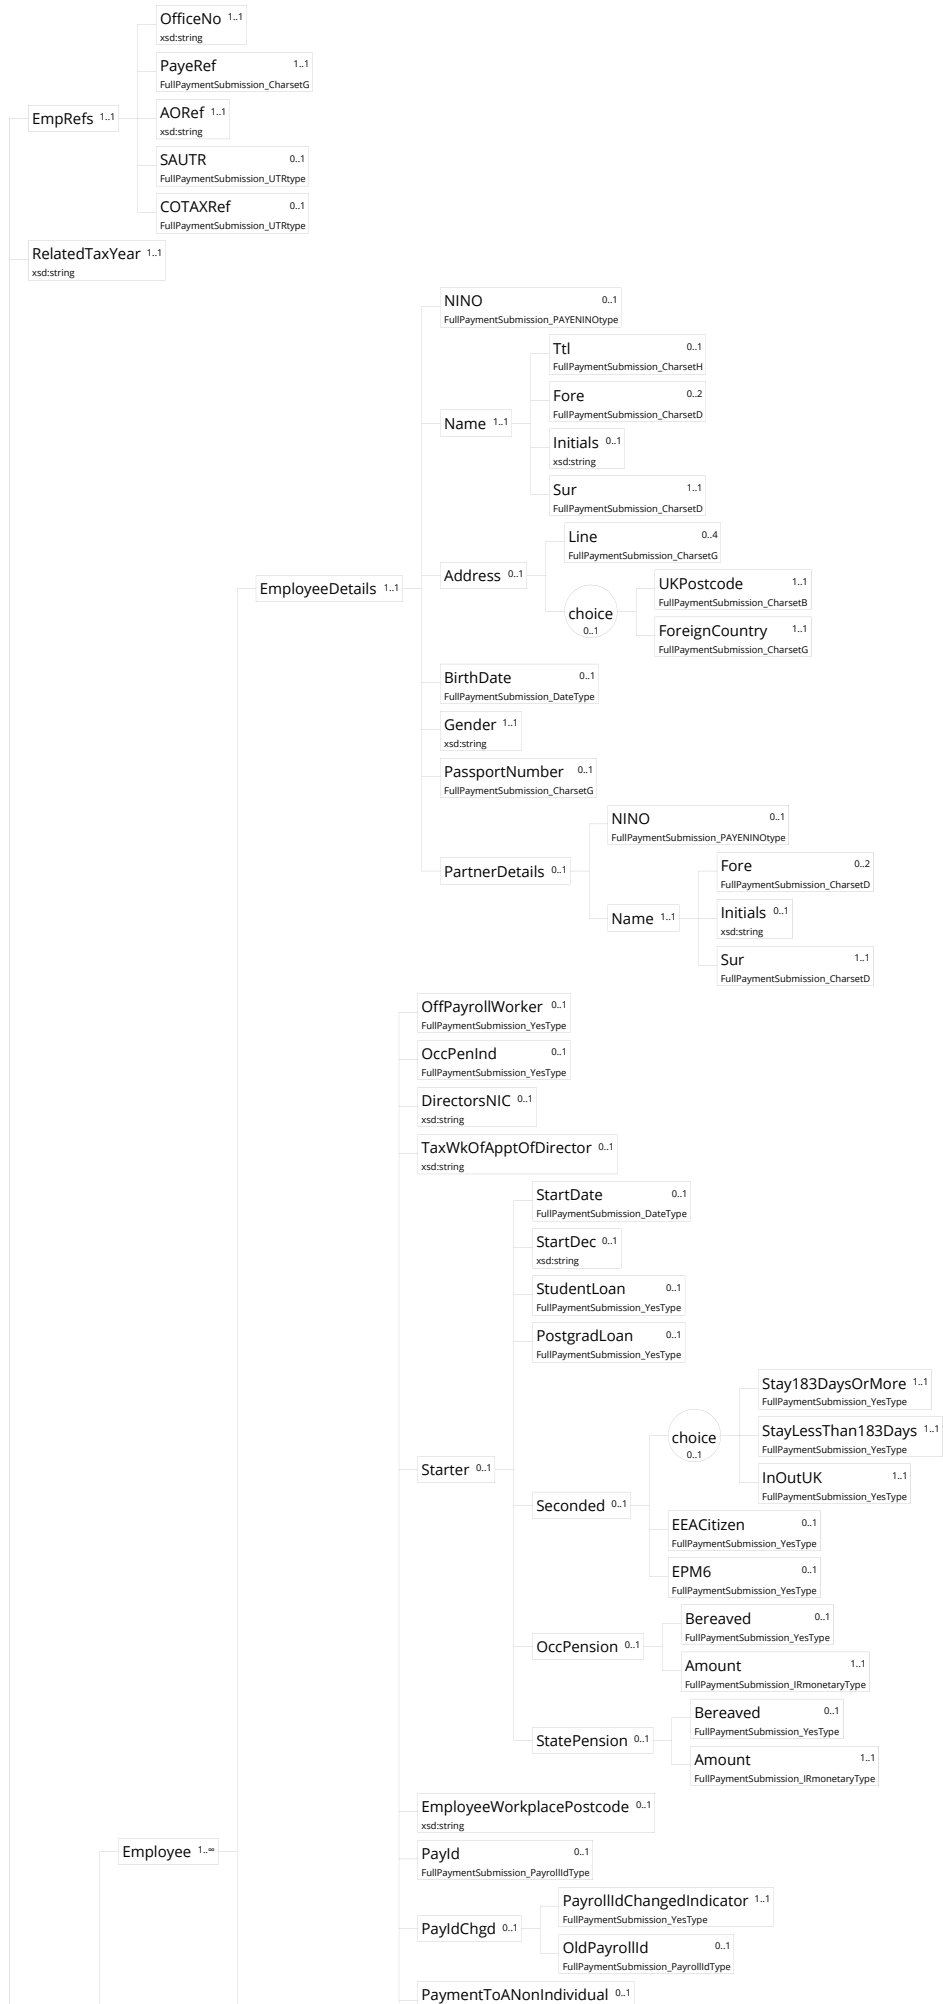 OfficeNo 1..1
xsd:string
PayeRef 1..1
FullPaymentSubmission_CharsetG
EmpRefs 1..1
AORef 1..1
xsd:string
SAUTR 0..1
FullPaymentSubmission_UTRtype
COTAXRef 0..1
FullPaymentSubmission_UTRtype
RelatedTaxYear 1..1
xsd:string
NINO 0..1
FullPaymentSubmission_PAYENINOtype
Ttl 0..1
FullPaymentSubmission_CharsetH
Fore 0..2
FullPaymentSubmission_CharsetD
Name 1..1
Initials 0..1
xsd:string
Sur 1..1
FullPaymentSubmission_CharsetD
Line 0..4
FullPaymentSubmission_CharsetG
Address 0..1
choice
0..1
UKPostcode 1..1
FullPaymentSubmission_CharsetB
ForeignCountry 1..1
FullPaymentSubmission_CharsetG
EmployeeDetails 1..1
BirthDate 0..1
FullPaymentSubmission_DateType
Gender 1..1
xsd:string
PassportNumber 0..1
FullPaymentSubmission_CharsetG
PartnerDetails 0..1
NINO 0..1
FullPaymentSubmission_PAYENINOtype
Name 1..1
Fore 0..2
FullPaymentSubmission_CharsetD
Initials 0..1
xsd:string
Sur 1..1
FullPaymentSubmission_CharsetD
OffPayrollWorker 0..1
FullPaymentSubmission_YesType
OccPenInd 0..1
FullPaymentSubmission_YesType
DirectorsNIC 0..1
xsd:string
TaxWkOfApptOfDirector 0..1
xsd:string
StartDate 0..1
FullPaymentSubmission_DateType
StartDec 0..1
xsd:string
StudentLoan 0..1
FullPaymentSubmission_YesType
PostgradLoan 0..1
FullPaymentSubmission_YesType
Starter 0..1
Seconded 0..1
choice
0..1
Stay183DaysOrMore 1..1
FullPaymentSubmission_YesType
StayLessThan183Days 1..1
FullPaymentSubmission_YesType
InOutUK 1..1
FullPaymentSubmission_YesType
EEACitizen 0..1
FullPaymentSubmission_YesType
EPM6 0..1
FullPaymentSubmission_YesType
OccPension 0..1
Bereaved 0..1
FullPaymentSubmission_YesType
Amount 1..1
FullPaymentSubmission_IRmonetaryType
StatePension 0..1
Bereaved 0..1
FullPaymentSubmission_YesType
Amount 1..1
FullPaymentSubmission_IRmonetaryType
EmployeeWorkplacePostcode 0..1
xsd:string
Employee 1..∞
PayId 0..1
FullPaymentSubmission_PayrollIdType
PayIdChgd 0..1
PayrollIdChangedIndicator 1..1
FullPaymentSubmission_YesType
OldPayrollId 0..1
FullPaymentSubmission_PayrollIdType
PaymentToANonIndividual 0..1